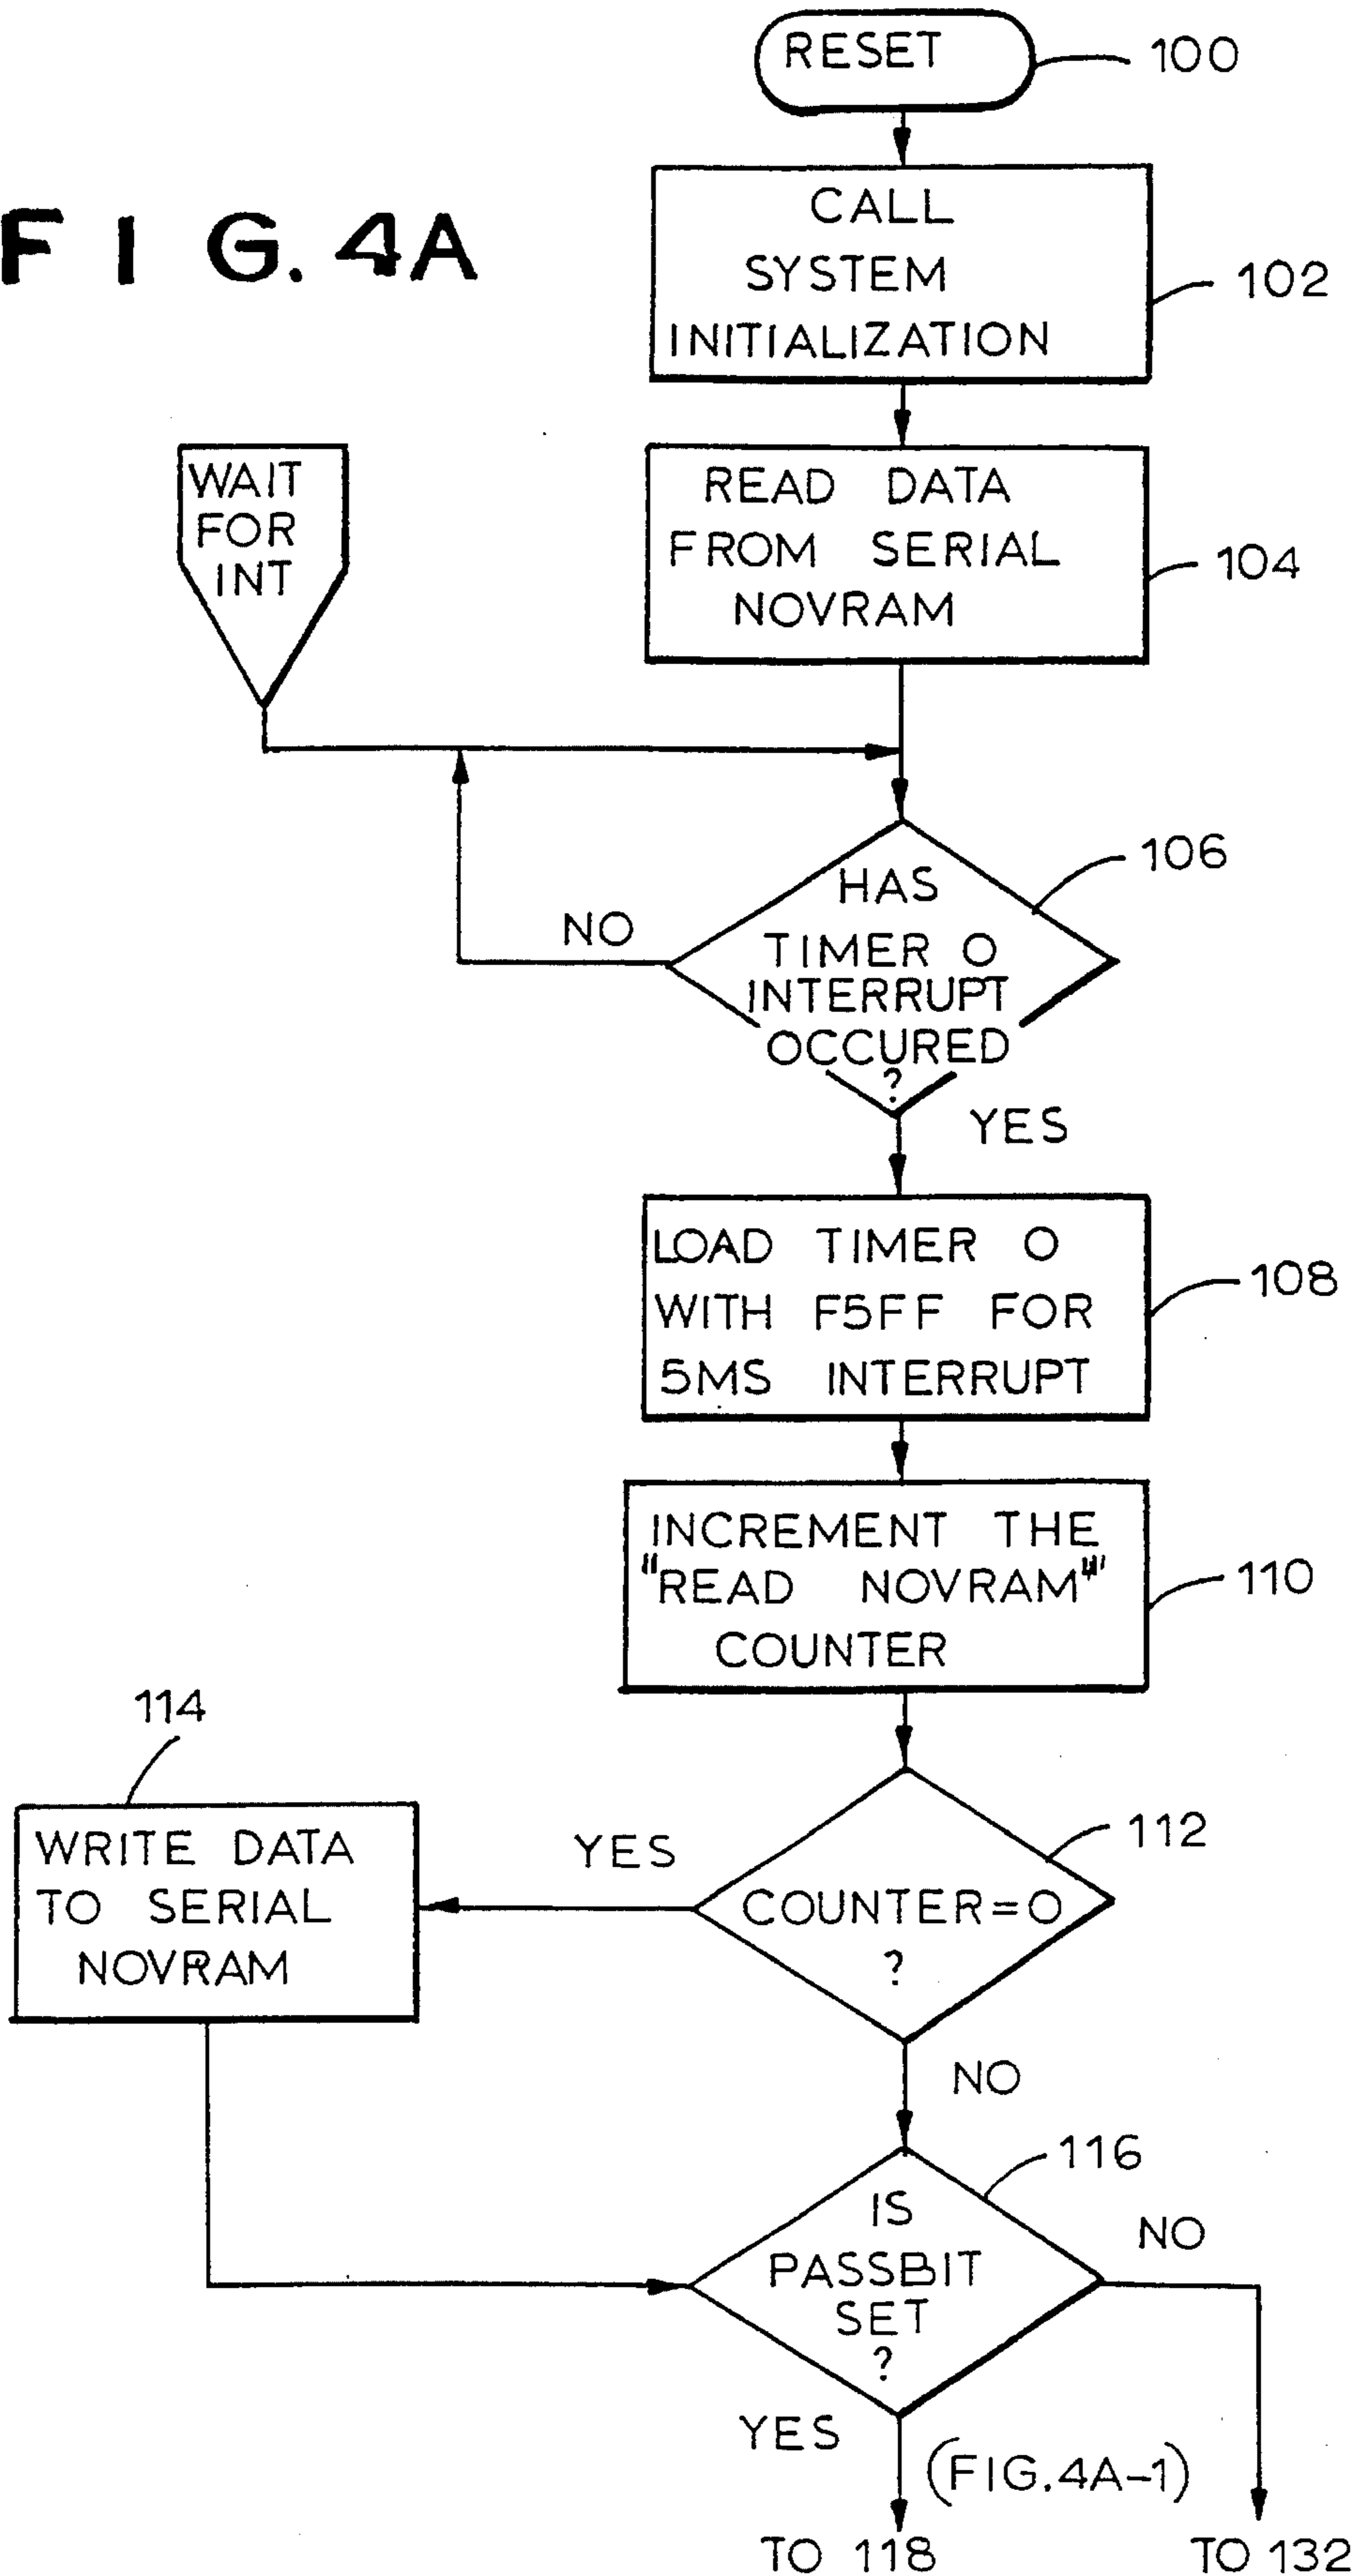 RESET
100
FIG. 4A
CALL
SYSTEM
INITIALIZATION
102
WAIT
FOR
INT
READ DATA
FROM SERIAL
NOVRAM
104
106
HAS
TIMER 0
INTERRUPT
OCCURED
?
NO
YES
LOAD TIMER 0
WITH F5FF FOR
5MS INTERRUPT
108
INCREMENT THE
"READ NOVRAM"
COUNTER
110
114
WRITE DATA
TO SERIAL
NOVRAM
YES
112
COUNTER=0
?
NO
116
IS
PASSBIT
SET
?
NO
YES
(FIG.4A-1)
TO 118
TO 132